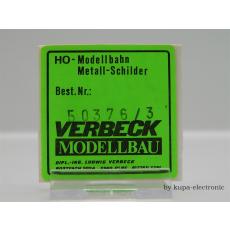 HO-Modellbahn
Metall-Schilder
Best.Nr.:
50376/3
VERBECK
MODELLBAU
DIPL.-ING. LUDWIG VERBECK
by kupa-electronic